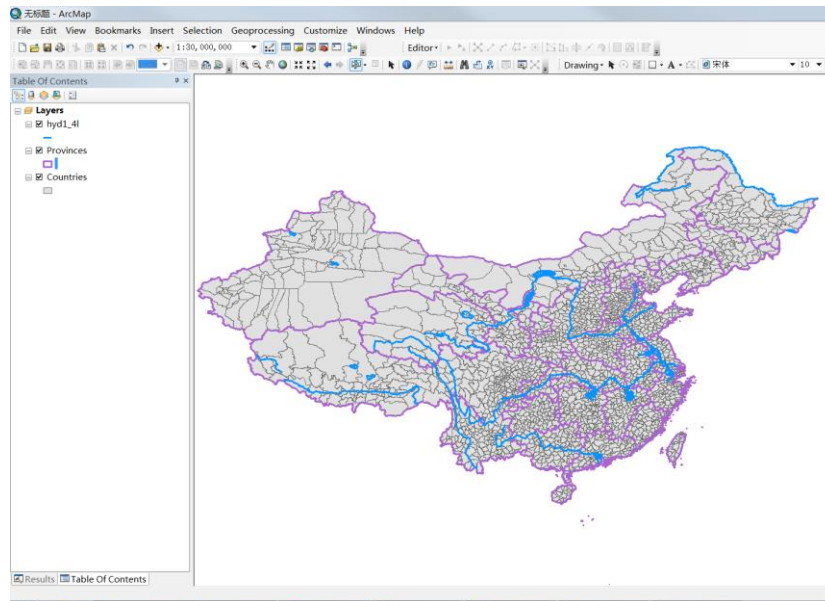 无标题 - ArcMap
File Edit View Bookmarks Insert Selection Geoprocessing Customize Windows Help
1:30,000,000 Editor
Drawing A 宋体 10
Table Of Contents
Layers
hyd1_4l
Provinces
Countries
Results Table Of Contents